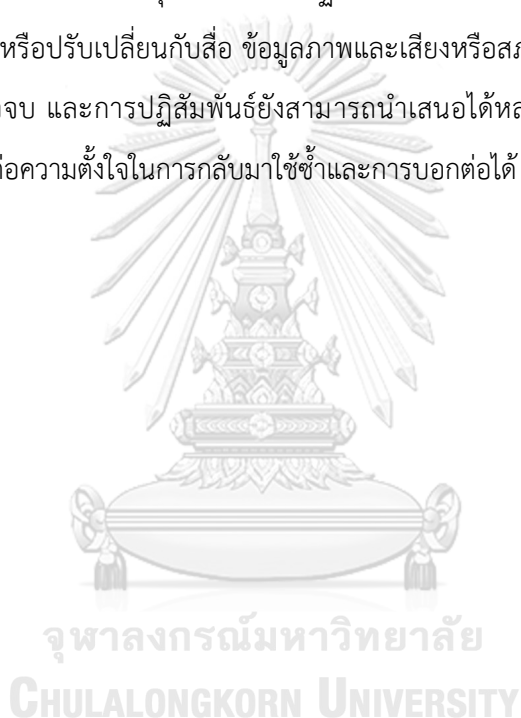 หรือปรับเปลี่ยนกับสื่อ ข้อมูลภาพและเสียงหรือสภ
จบ และการปฏิสัมพันธ์ยังสามารถนำเสนอได้หล
ความตั้งใจในการกลับมาใช้ซ้ำและการบอกต่อได้
จุฬาลงกรณ์มหาวิทยาลัย
CHULALONGKORN UNIVERSITY